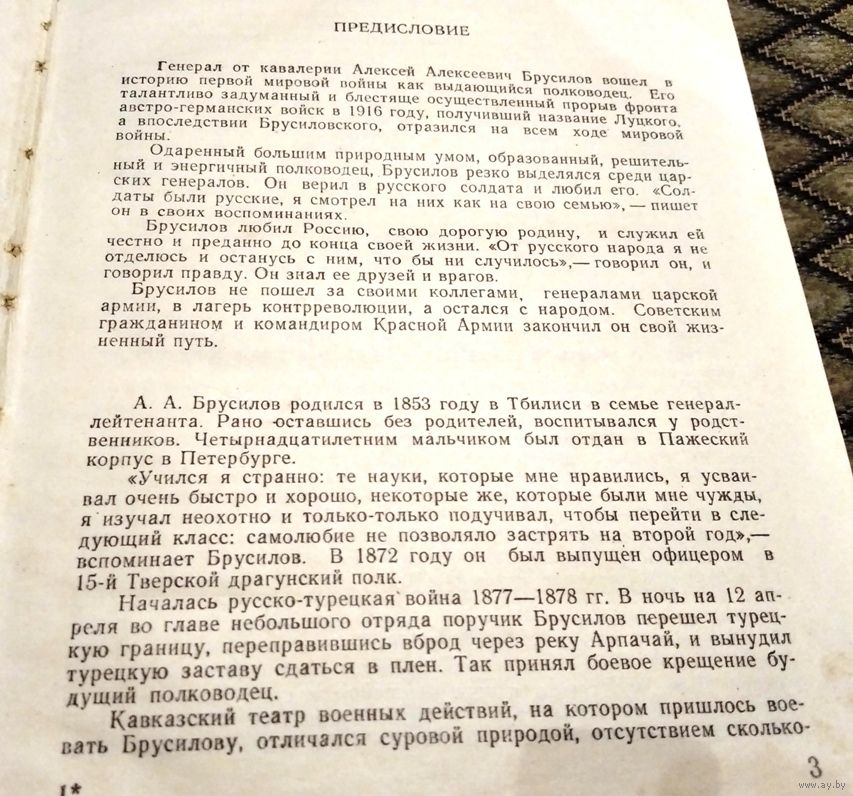 ПРЕДИСЛОВИЕ
Генерал от кавалерии Алексей Алексеевич Брусилов вошел в
историю первой мировой войны как выдающийся полководец. Его
талантливо задуманный и блестяще осуществленный прорыв фронта
австро-германских войск в 1916 году, получивший название Луцкого,
а впоследствии Брусиловского, отразился на всем ходе мировой
войны.
Одаренный большим природным умом, образованный, решитель-
ный и энергичный полководец, Брусилов резко выделялся среди цар-
ских генералов. Он верил в русского солдата и любил его. «Сол-
даты были русские, я смотрел на них как на свою семью»,— пишет
он в своих воспоминаниях.
Брусилов любил Россию, свою дорогую родину, и служил ей
честно и преданно до конца своей жизни. «От русского народа я не
отделюсь и останусь с ним, что бы ни случилось»,— говорил он, и
говорил правду. Он знал ее друзей и врагов.
Брусилов не пошел за своими коллегами, генералами царской
армии, в лагерь контрреволюции, а остался с народом. Советским
гражданином и командиром Красной Армии закончил он свой жиз-
ненный путь.
А. А. Брусилов родился в 1853 году в Тбилиси в семье генерал-
лейтенанта. Рано оставшись без родителей, воспитывался у родст-
венников. Четырнадцатилетним мальчиком был отдан в Пажеский
корпус в Петербурге.
«Учился я странно: те науки, которые мне нравились, я усваи-
вал очень быстро и хорошо, некоторые же, которые были мне чужды,
я изучал неохотно и только-только подучивал, чтобы перейти в сле-
дующий класс: самолюбие не позволяло застрять на второй год»,—
вспоминает Брусилов. В 1872 году он был выпущен офицером в
15-й Тверской драгунский полк.
Началась русско-турецкая война 1877—1878 гг. В ночь на 12 ап-
реля во главе небольшого отряда поручик Брусилов перешел турец-
кую границу, переправившись вброд через реку Арпачай, и вынудил
турецкую заставу сдаться в плен. Так принял боевое крещение бу-
дущий полководец.
Кавказский театр военных действий, на котором пришлось вое-
вать Брусилову, отличался суровой природой, отсутствием сколько-
1*
3
www.ay.by